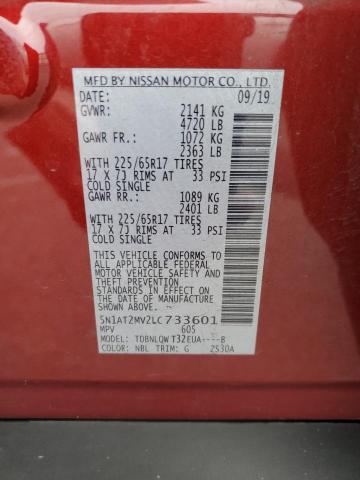 MFD BY NISSAN MOTOR CO., LTD.
DATE: 09/19
GVWR: 2141 KG
4720 LB
GAWR FR.: 1072 KG
2363 LB
WITH 225/65R17 TIRES
17 X 7J RIMS AT 33 PSI
COLD SINGLE
GAWR RR.: 1089 KG
2401 LB
WITH 225/65R17 TIRES
17 X 7J RIMS AT 33 PSI
COLD SINGLE
THIS VEHICLE CONFORMS TO
ALL APPLICABLE FEDERAL
MOTOR VEHICLE SAFETY AND
THEFT PREVENTION
STANDARDS IN EFFECT ON
THE DATE OF MANUFACTURE
SHOWN ABOVE.
5N1AT2MV2LC733601
MPV 605
MODEL: TDBNLQWT32EUA----B
COLOR: NBL TRIM: G 2S30A